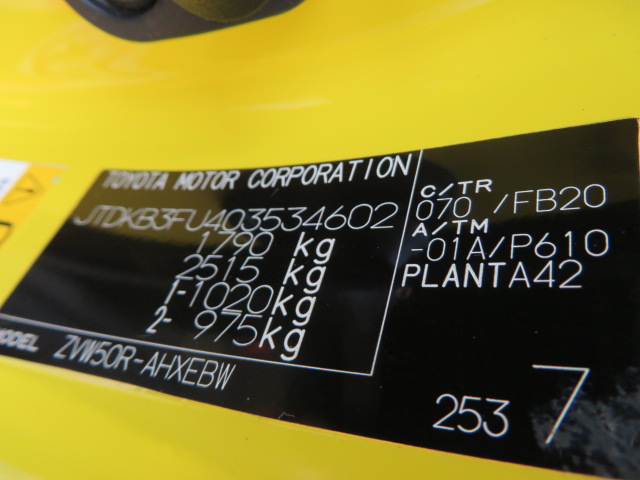 TOYOTA MOTOR CORPORATION
JTDKB3FU403534602
1790 kg
2515 kg
1-1020kg
2- 975kg
MODEL ZVW50R-AHXEBW
C/TR
070 /FB20
A/TM
-01A/P610
PLANTA42
253 7